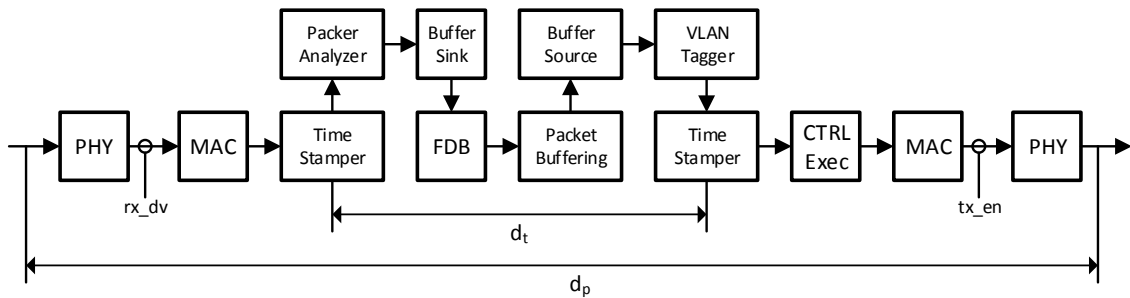 Packer
Analyzer
Buffer
Sink
Buffer
Source
VLAN
Tagger
PHY
MAC
Time
Stamper
FDB
Packet
Buffering
Time
Stamper
CTRL
Exec
MAC
PHY
rx_dv
tx_en
dt
dp